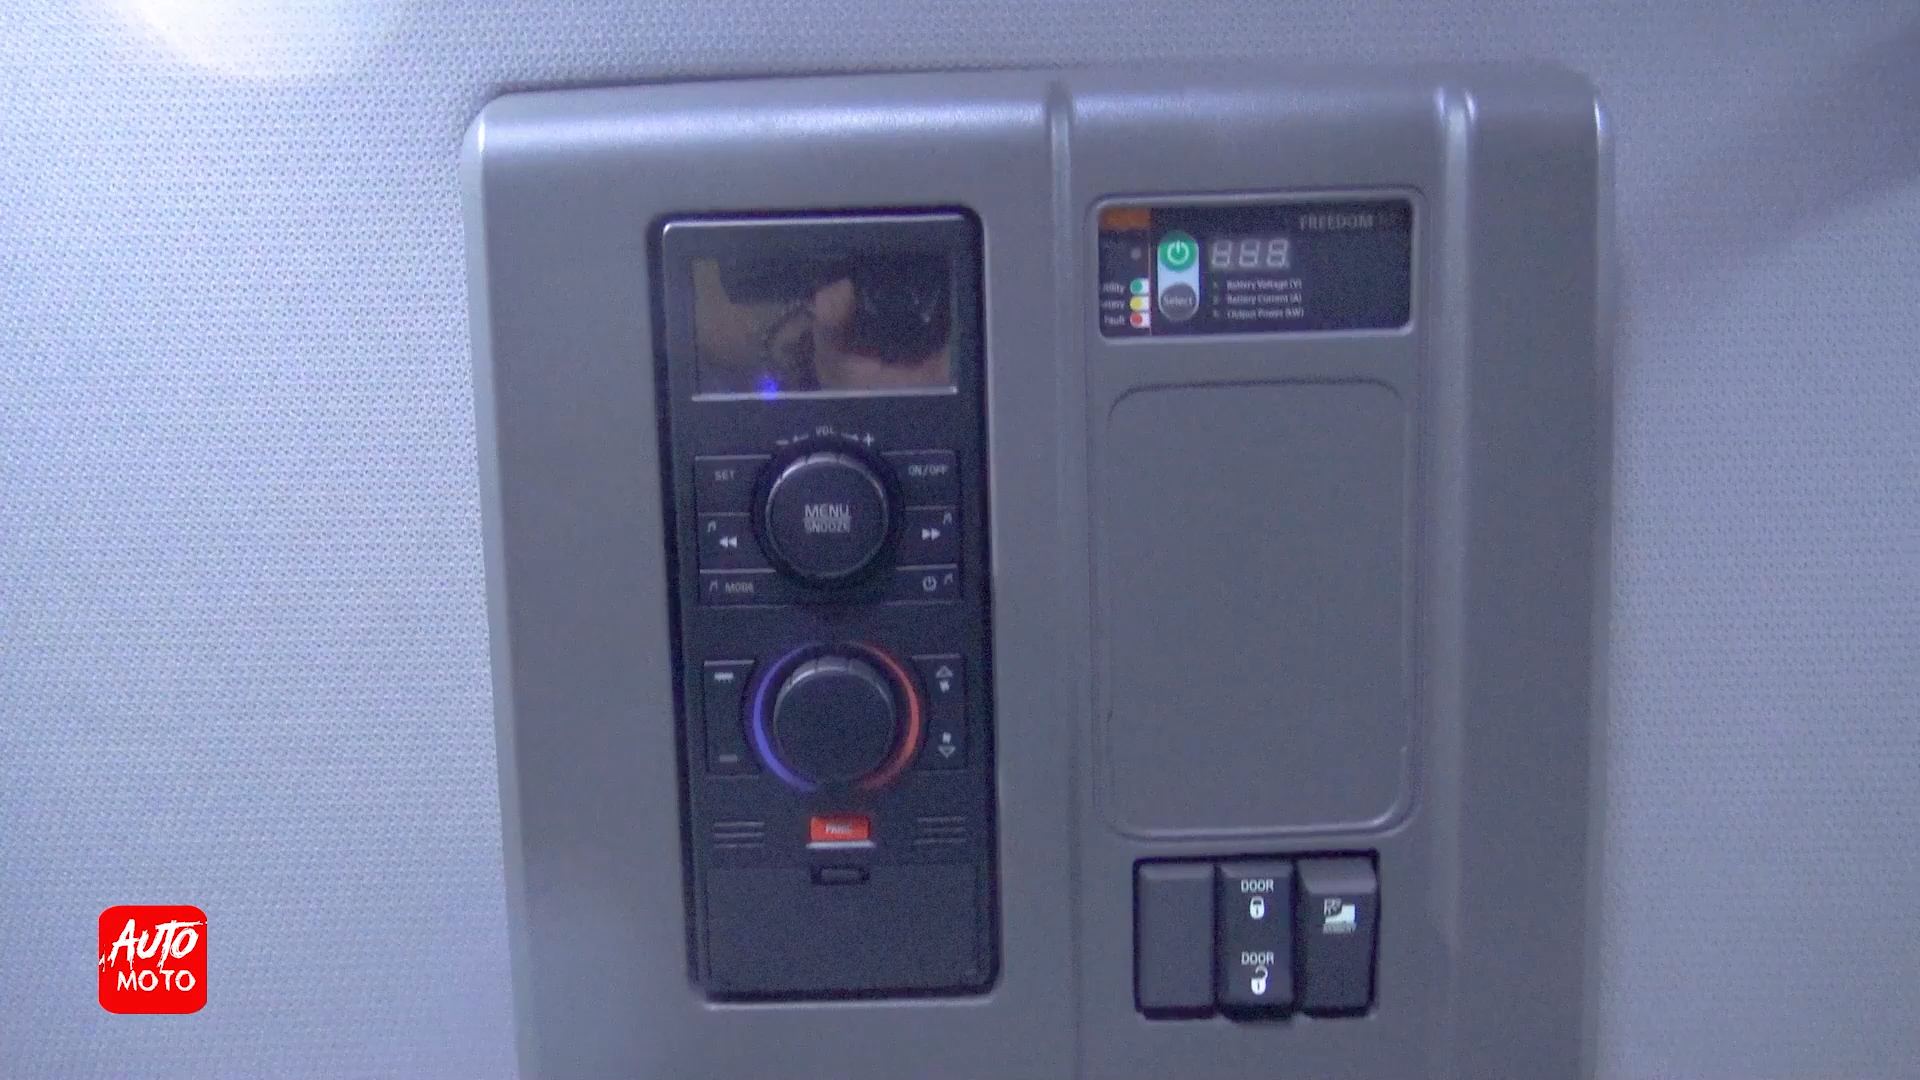 FREEDOM
Select
Battery Voltage (V)
Battery Current (A)
Output Power (kW)
Fault
- VOL +
SET
ON/OFF
MENU
SNOOZE
MODE
PANIC
DOOR
DOOR
AUTO
MOTO